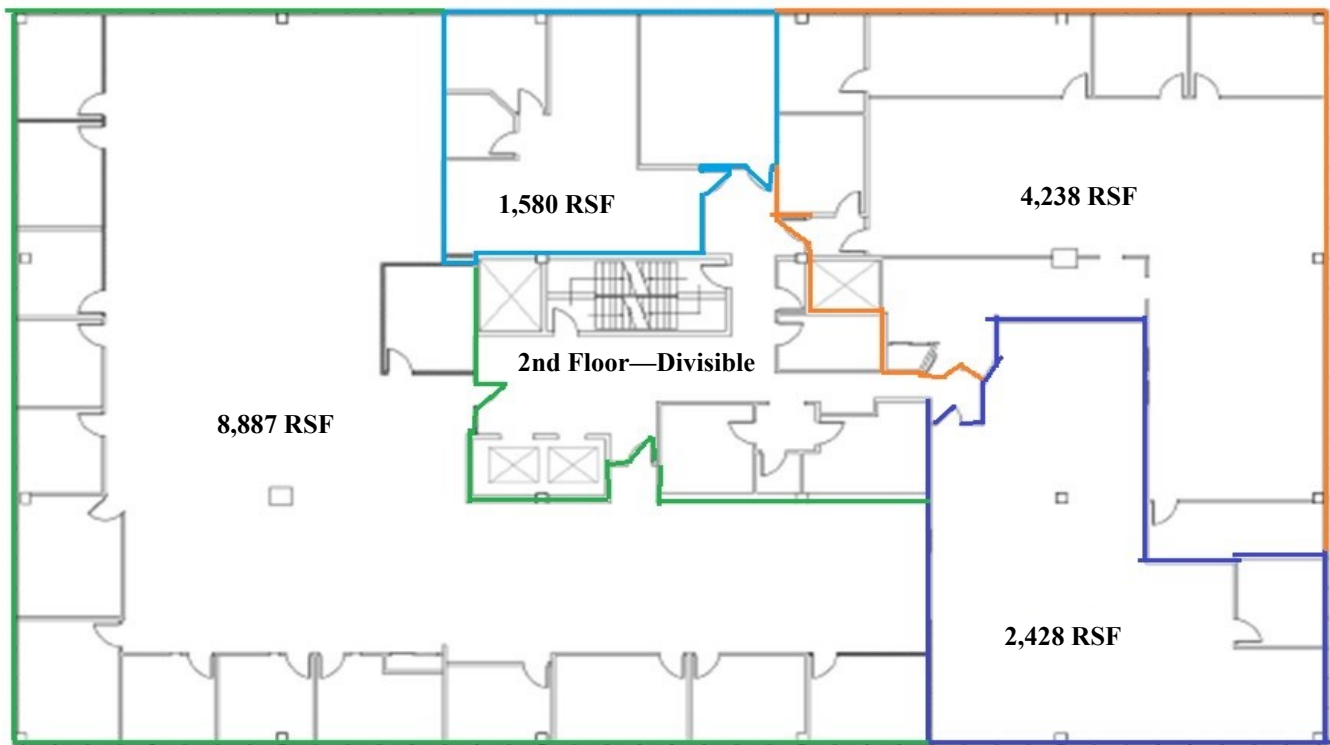 1,580 RSF
4,238 RSF
2nd Floor—Divisible
8,887 RSF
2,428 RSF